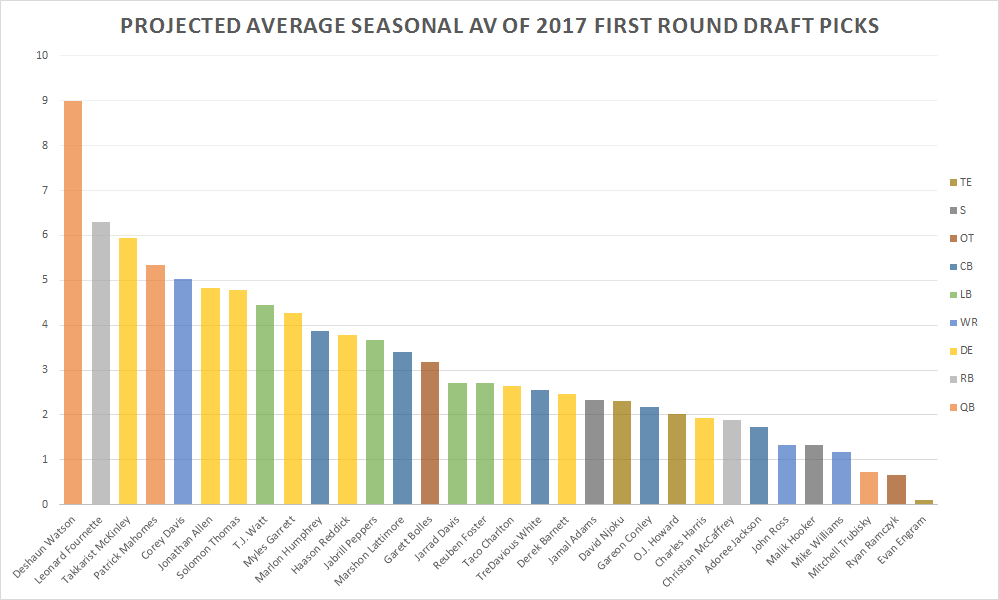 PROJECTED AVERAGE SEASONAL AV OF 2017 FIRST ROUND DRAFT PICKS
10
9
8
7
6
5
4
3
2
1
0
TE
S
OT
CB
LB
WR
DE
RB
QB
Deshaun Watson
Leonard Fournette
Takkarist McKinley
Patrick Mahomes
Corey Davis
Jonathan Allen
Solomon Thomas
T.J. Watt
Myles Garrett
Marlon Humphrey
Haason Reddick
Jabrill Peppers
Marshon Lattimore
Garett Bolles
Jarrad Davis
Reuben Foster
Taco Charlton
TreDavious White
Derek Barnett
Jamal Adams
David Njoku
Gareon Conley
O.J. Howard
Charles Harris
Christian McCaffrey
Adoree Jackson
John Ross
Malik Hooker
Mike Williams
Mitchell Trubisky
Ryan Ramczyk
Evan Engram